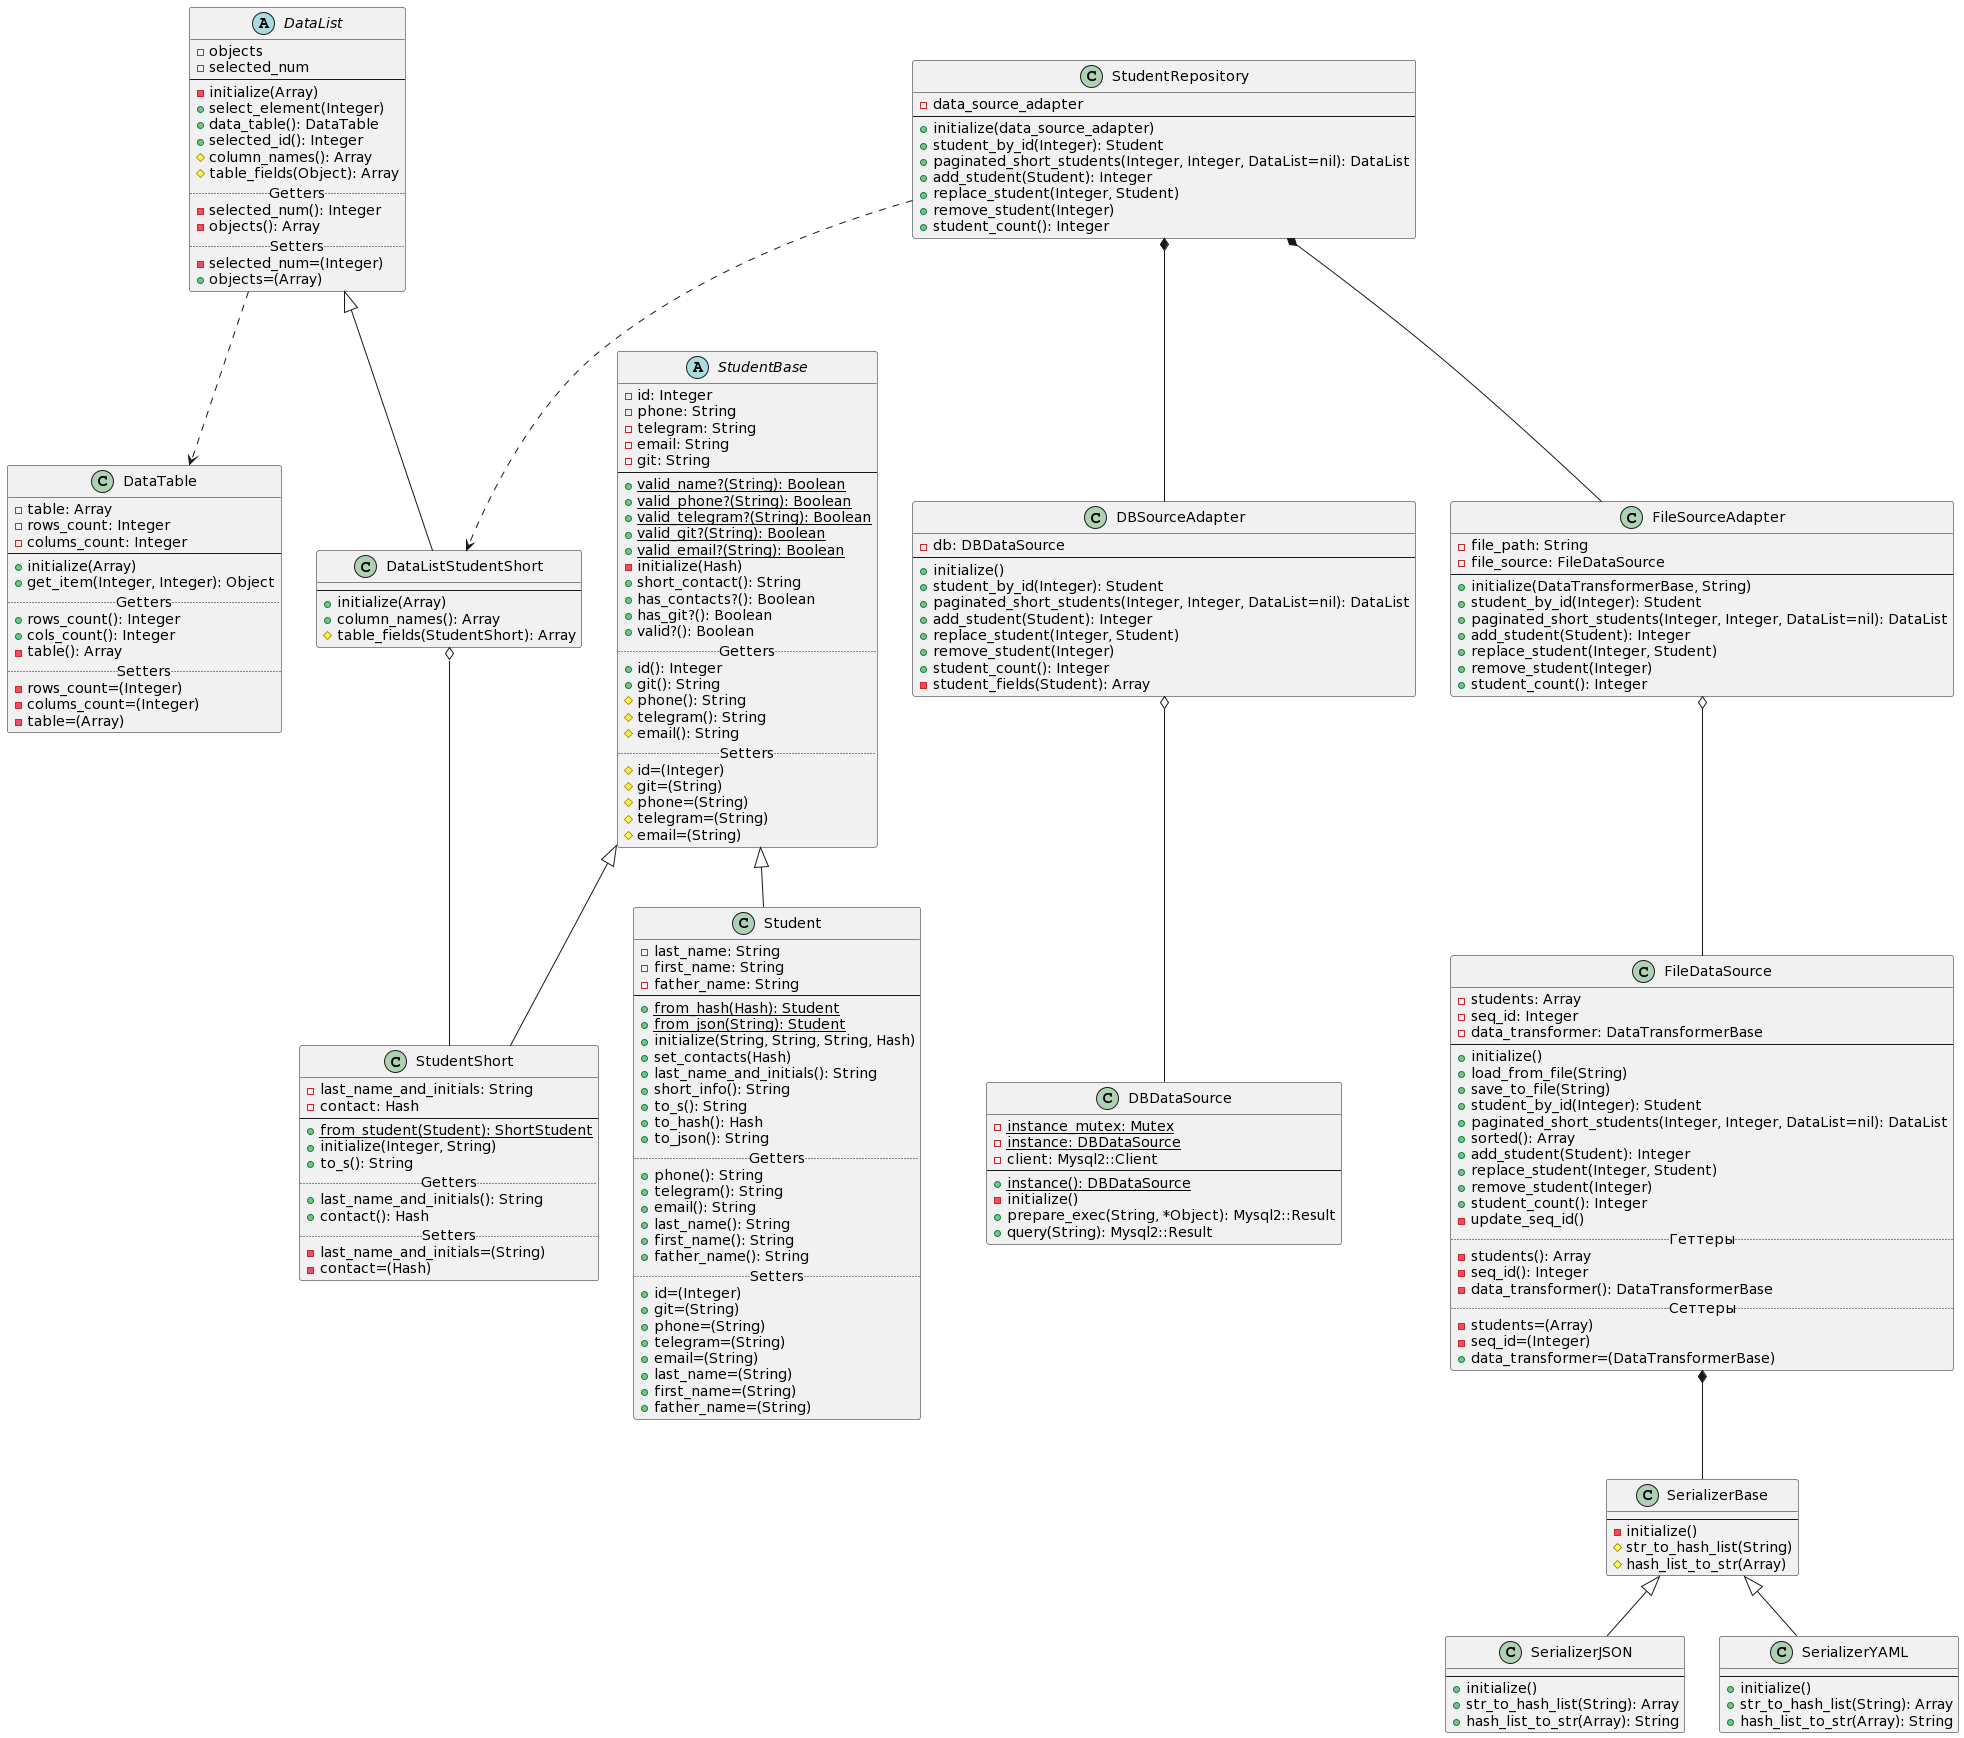 A DataList
objects
selected_num
initialize(Array)
select_element(Integer)
data_table(): DataTable
selected_id(): Integer
column_names(): Array
table_fields(Object): Array
Getters
selected_num(): Integer
objects(): Array
Setters
selected_num=(Integer)
objects=(Array)
C StudentRepository
data_source_adapter
initialize(data_source_adapter)
student_by_id(Integer): Student
paginated_short_students(Integer, Integer, DataList=nil): DataList
add_student(Student): Integer
replace_student(Integer, Student)
remove_student(Integer)
student_count(): Integer
A StudentBase
id: Integer
phone: String
telegram: String
email: String
git: String
valid_name?(String): Boolean
valid_phone?(String): Boolean
valid_telegram?(String): Boolean
valid_git?(String): Boolean
valid_email?(String): Boolean
initialize(Hash)
short_contact(): String
has_contacts?(): Boolean
has_git?(): Boolean
valid?(): Boolean
Getters
id(): Integer
git(): String
phone(): String
telegram(): String
email(): String
Setters
id=(Integer)
git=(String)
phone=(String)
telegram=(String)
email=(String)
C DataTable
table: Array
rows_count: Integer
colums_count: Integer
initialize(Array)
get_item(Integer, Integer): Object
Getters
rows_count(): Integer
cols_count(): Integer
table(): Array
Setters
rows_count=(Integer)
colums_count=(Integer)
table=(Array)
C DataListStudentShort
initialize(Array)
column_names(): Array
table_fields(StudentShort): Array
C DBSourceAdapter
db: DBDataSource
initialize()
student_by_id(Integer): Student
paginated_short_students(Integer, Integer, DataList=nil): DataList
add_student(Student): Integer
replace_student(Integer, Student)
remove_student(Integer)
student_count(): Integer
student_fields(Student): Array
C FileSourceAdapter
file_path: String
file_source: FileDataSource
initialize(DataTransformerBase, String)
student_by_id(Integer): Student
paginated_short_students(Integer, Integer, DataList=nil): DataList
add_student(Student): Integer
replace_student(Integer, Student)
remove_student(Integer)
student_count(): Integer
C StudentShort
last_name_and_initials: String
contact: Hash
from_student(Student): ShortStudent
initialize(Integer, String)
to_s(): String
Getters
last_name_and_initials(): String
contact(): Hash
Setters
last_name_and_initials=(String)
contact=(Hash)
C Student
last_name: String
first_name: String
father_name: String
from_hash(Hash): Student
from_json(String): Student
initialize(String, String, String, Hash)
set_contacts(Hash)
last_name_and_initials(): String
short_info(): String
to_s(): String
to_hash(): Hash
to_json(): String
Getters
phone(): String
telegram(): String
email(): String
last_name(): String
first_name(): String
father_name(): String
Setters
id=(Integer)
git=(String)
phone=(String)
telegram=(String)
email=(String)
last_name=(String)
first_name=(String)
father_name=(String)
C DBDataSource
instance_mutex: Mutex
instance: DBDataSource
client: Mysql2::Client
instance(): DBDataSource
initialize()
prepare_exec(String, *Object): Mysql2::Result
query(String): Mysql2::Result
C FileDataSource
students: Array
seq_id: Integer
data_transformer: DataTransformerBase
initialize()
load_from_file(String)
save_to_file(String)
student_by_id(Integer): Student
paginated_short_students(Integer, Integer, DataList=nil): DataList
sorted(): Array
add_student(Student): Integer
replace_student(Integer, Student)
remove_student(Integer)
student_count(): Integer
update_seq_id()
Геттеры
students(): Array
seq_id(): Integer
data_transformer(): DataTransformerBase
Сеттеры
students=(Array)
seq_id=(Integer)
data_transformer=(DataTransformerBase)
C SerializerBase
initialize()
str_to_hash_list(String)
hash_list_to_str(Array)
C SerializerJSON
initialize()
str_to_hash_list(String): Array
hash_list_to_str(Array): String
C SerializerYAML
initialize()
str_to_hash_list(String): Array
hash_list_to_str(Array): String